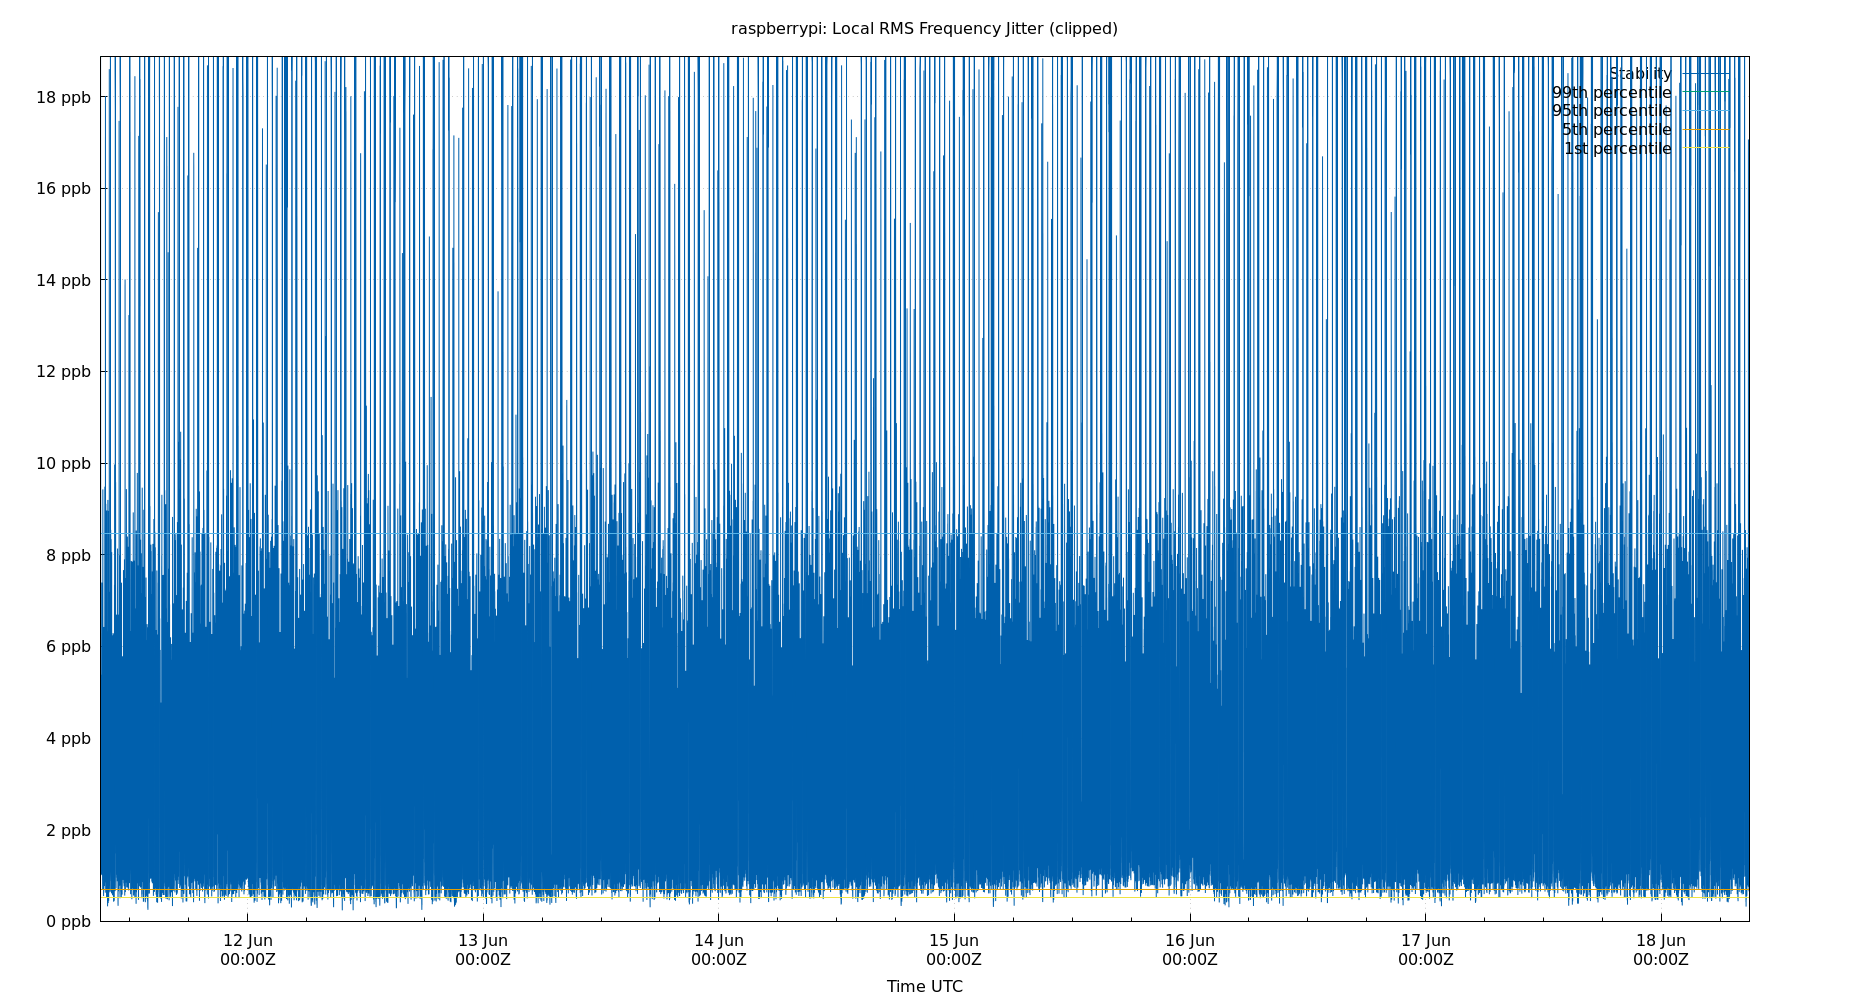 raspberrypi: Local RMS Frequency Jitter (clipped)
Stability
18 ppb
99th percentile
95th percentile
5th percentile
1st percentile
16 ppb
14 ppb
12 ppb
10 ppb
8 ppb
6 ppb
4 ppb
2 ppb
0 ppb
12 Jun 13 Jun 14 Jun 15 Jun 16 Jun 17 Jun 18 Jun
00:00Z 00:00Z 00:00Z 00:00Z 00:00Z 00:00Z 00:00Z
Time UTC